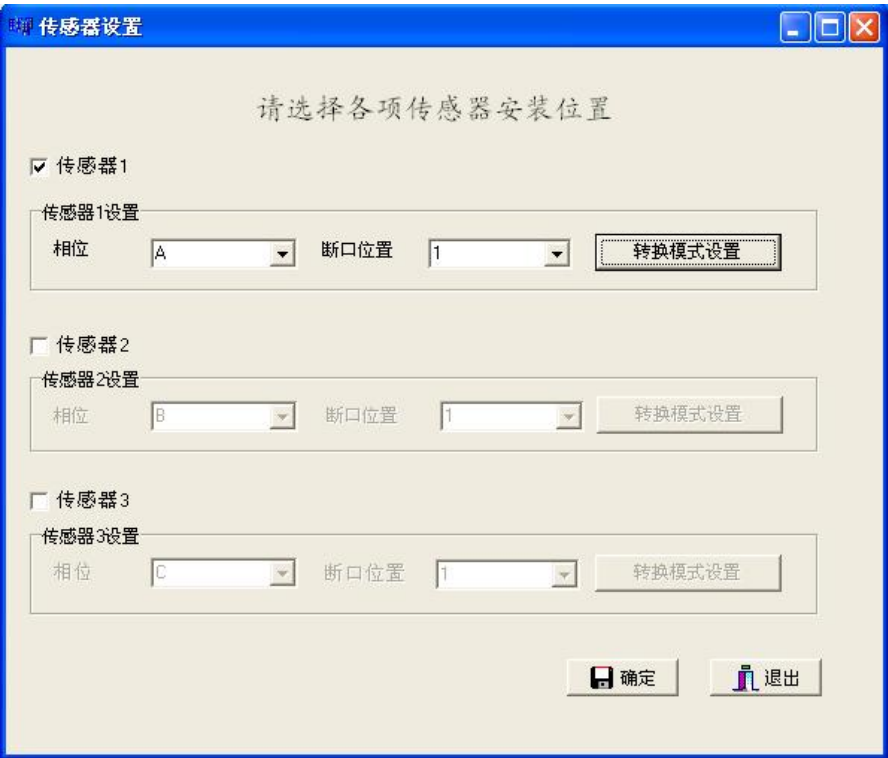 传感器设置
请选择各项传感器安装位置
传感器1
传感器1设置
相位 A 断口位置 1 转换模式设置
传感器2
传感器2设置
相位 B 断口位置 1 转换模式设置
传感器3
传感器3设置
相位 C 断口位置 1 转换模式设置
确定 退出